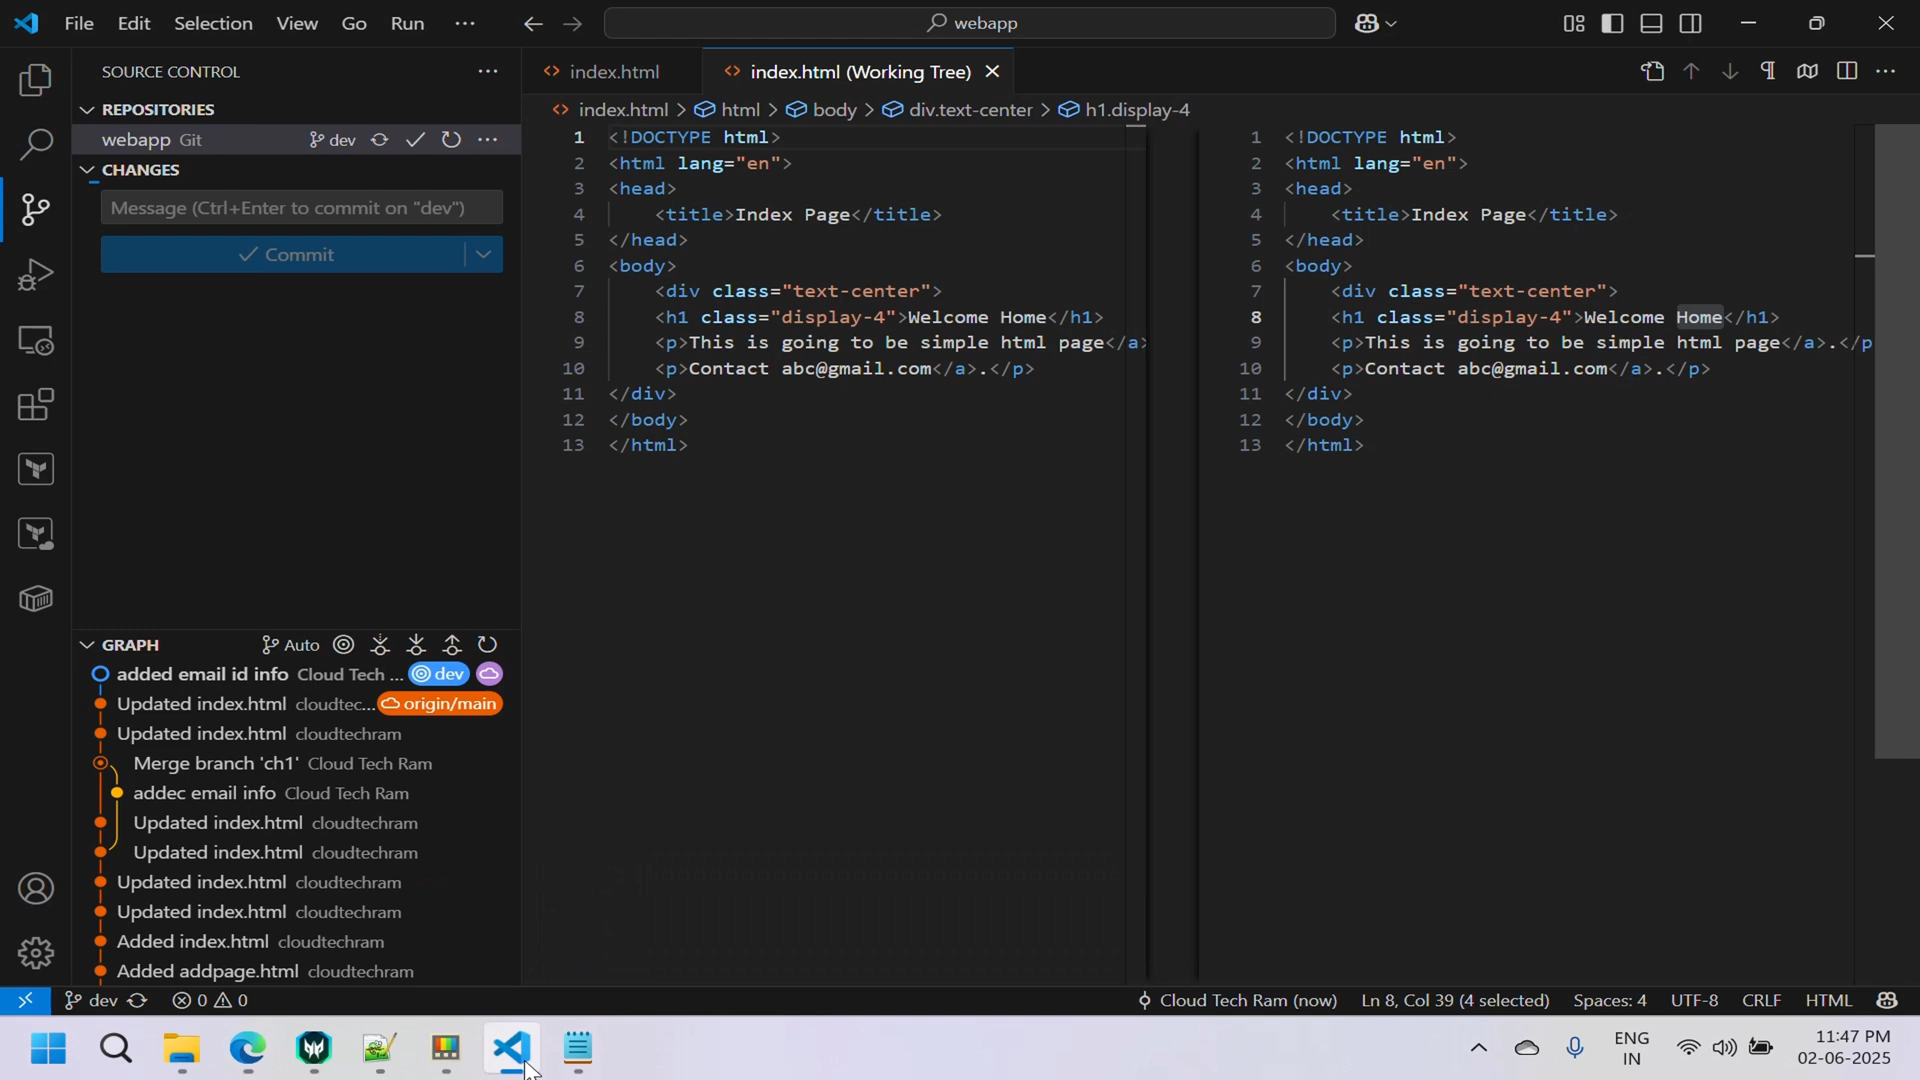 File Edit Selection View Go Run ··· webapp
SOURCE CONTROL ···
REPOSITORIES
webapp Git dev ···
CHANGES
Message (Ctrl+Enter to commit on "dev")
Commit
GRAPH Auto
added email id info Cloud Tech ... dev
Updated index.html cloudtec... origin/main
Updated index.html cloudtechram
Merge branch 'ch1' Cloud Tech Ram
addec email info Cloud Tech Ram
Updated index.html cloudtechram
Updated index.html cloudtechram
Updated index.html cloudtechram
Updated index.html cloudtechram
Added index.html cloudtechram
Added addpage.html cloudtechram
index.html index.html (Working Tree)
index.html > html > body > div.text-center > h1.display-4
1 <!DOCTYPE html>
2 <html lang="en">
3 <head>
4 <title>Index Page</title>
5 </head>
6 <body>
7 <div class="text-center">
8 <h1 class="display-4">Welcome Home</h1>
9 <p>This is going to be simple html page</a>
10 <p>Contact abc@gmail.com</a>.</p>
11 </div>
12 </body>
13 </html>
1 <!DOCTYPE html>
2 <html lang="en">
3 <head>
4 <title>Index Page</title>
5 </head>
6 <body>
7 <div class="text-center">
8 <h1 class="display-4">Welcome Home</h1>
9 <p>This is going to be simple html page</a>.</p
10 <p>Contact abc@gmail.com</a>.</p>
11 </div>
12 </body>
13 </html>
dev 0 0 Cloud Tech Ram (now) Ln 8, Col 39 (4 selected) Spaces: 4 UTF-8 CRLF HTML
ENG
IN
11:47 PM
02-06-2025